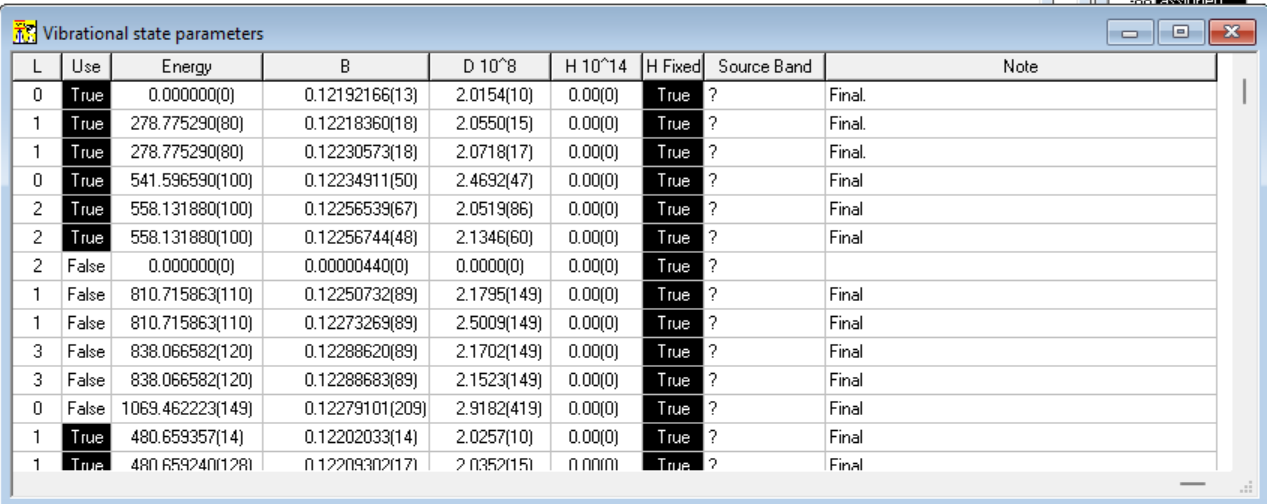 Vibrational state parameters
L Use Energy B D 10^8 H 10^14 H Fixed Source Band Note
0 True 0.000000(0) 0.12192166(13) 2.0154(10) 0.00(0) True ? Final.
1 True 278.775290(80) 0.12218360(18) 2.0550(15) 0.00(0) True ? Final.
1 True 278.775290(80) 0.12230573(18) 2.0718(17) 0.00(0) True ? Final.
0 True 541.596590(100) 0.12234911(50) 2.4692(47) 0.00(0) True ? Final
2 True 558.131880(100) 0.12256539(67) 2.0519(86) 0.00(0) True ? Final
2 True 558.131880(100) 0.12256744(48) 2.1346(60) 0.00(0) True ? Final
2 False 0.000000(0) 0.00000440(0) 0.0000(0) 0.00(0) True ?
1 False 810.715863(110) 0.12250732(89) 2.1795(149) 0.00(0) True ? Final
1 False 810.715863(110) 0.12273269(89) 2.5009(149) 0.00(0) True ? Final
3 False 838.066582(120) 0.12288620(89) 2.1702(149) 0.00(0) True ? Final
3 False 838.066582(120) 0.12288683(89) 2.1523(149) 0.00(0) True ? Final
0 False 1069.462223(149) 0.12279101(209) 2.9182(419) 0.00(0) True ? Final
1 True 480.659357(14) 0.12202033(14) 2.0257(10) 0.00(0) True ? Final
1 True 480.659240(128) 0.12209302(17) 2.0352(15) 0.00(0) True ? Final